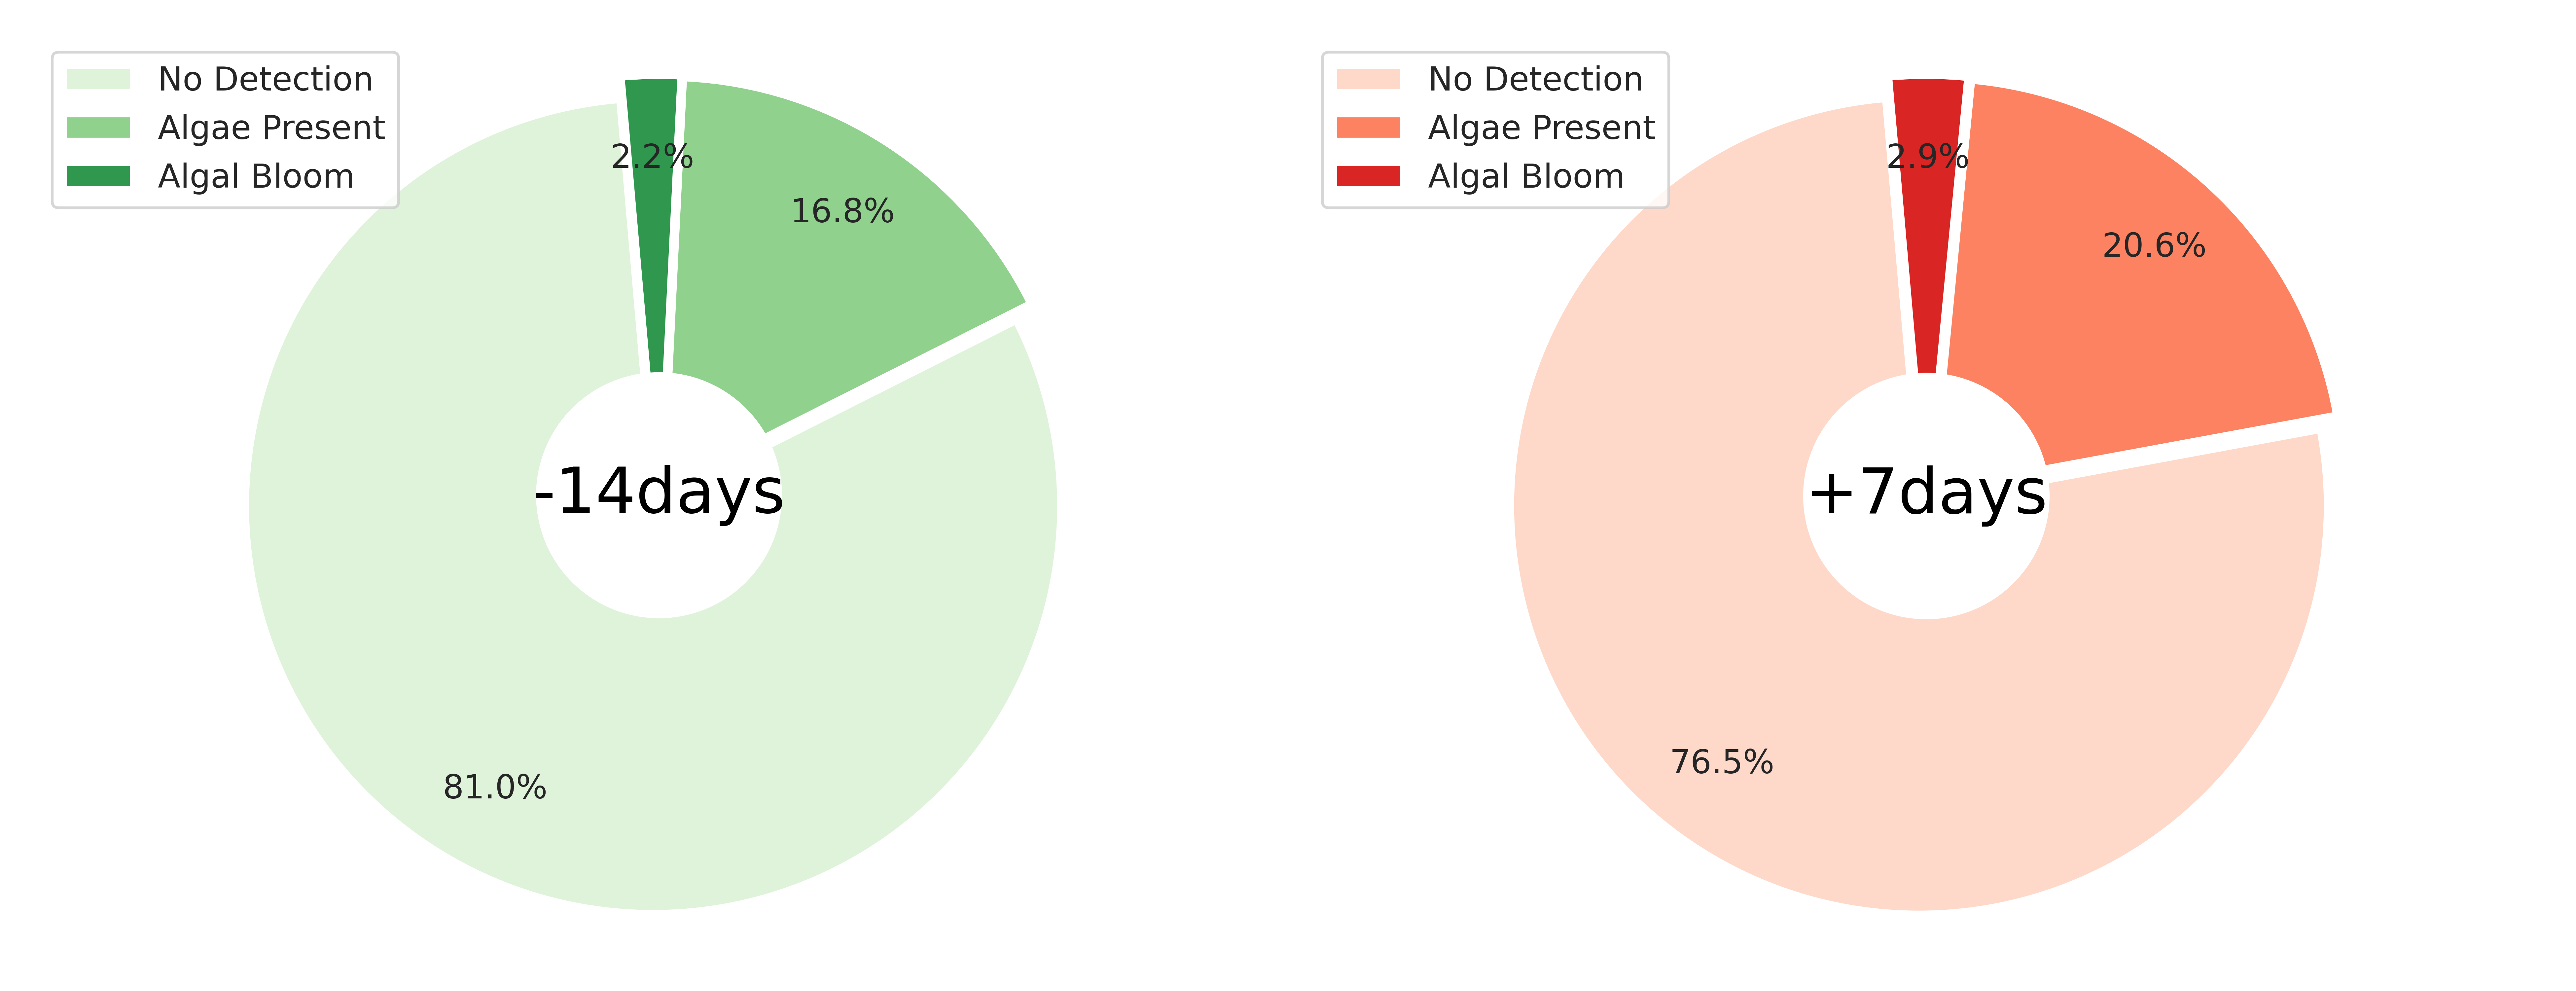 No Detection
Algae Present
Algal Bloom
2.2%
16.8%
-14days
81.0%
No Detection
Algae Present
Algal Bloom
2.9%
20.6%
+7days
76.5%